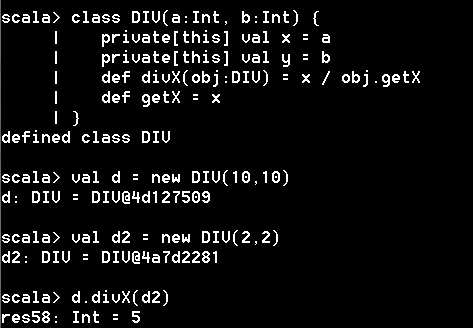 scala> class DIV(a:Int, b:Int) {
     |     private[this] val x = a
     |     private[this] val y = b
     |     def divX(obj:DIV) = x / obj.getX
     |     def getX = x
     | }
defined class DIV
scala> val d = new DIV(10,10)
d: DIV = DIV@4d127509
scala> val d2 = new DIV(2,2)
d2: DIV = DIV@4a7d2281
scala> d.divX(d2)
res58: Int = 5